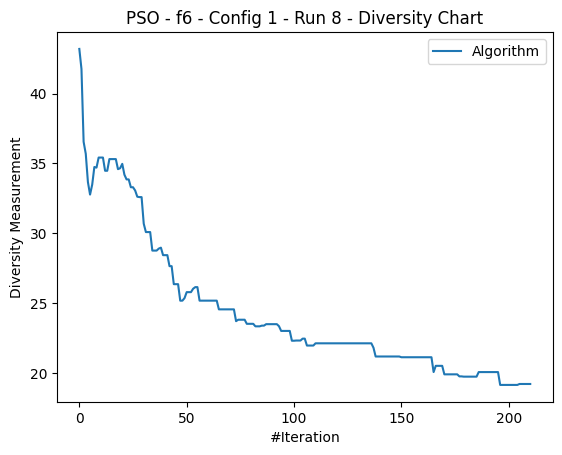 PSO - f6 - Config 1 - Run 8 - Diversity Chart
Algorithm
Diversity Measurement
40
35
30
25
20
0 50 100 150 200
#Iteration